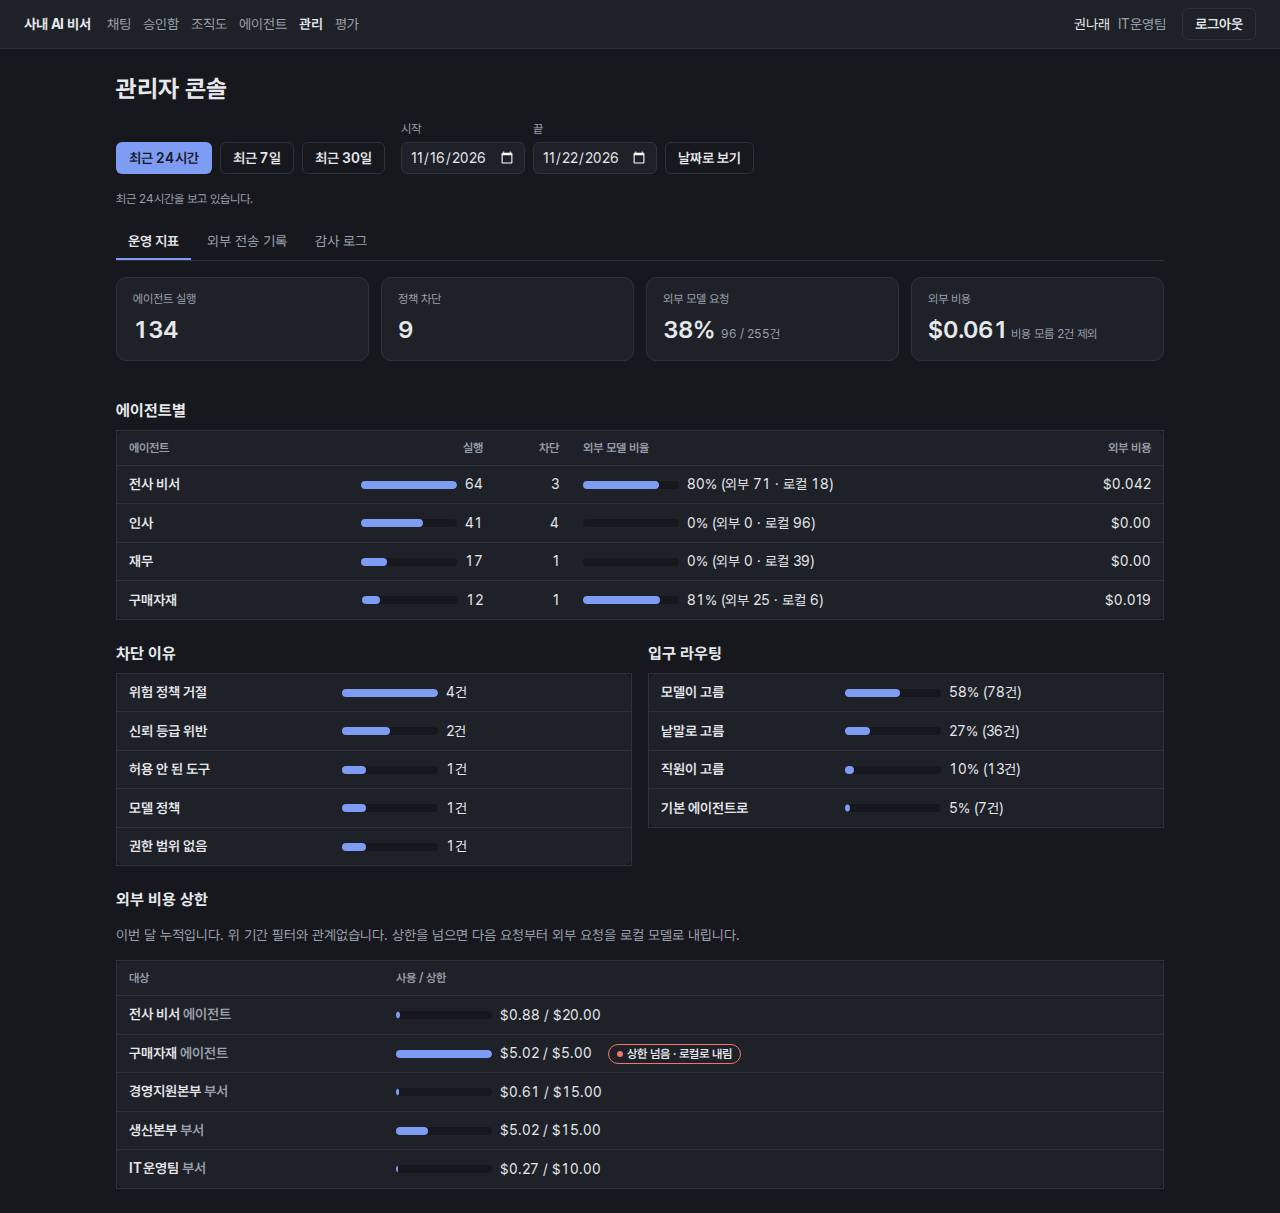 사내 AI 비서 채팅 승인함 조직도 에이전트 관리 평가 권나래 IT운영팀 로그아웃
관리자 콘솔
시작 끝
최근 24시간 최근 7일 최근 30일 11/16/2026 11/22/2026 날짜로 보기
최근 24시간을 보고 있습니다.
운영 지표 외부 전송 기록 감사 로그
에이전트 실행 정책 차단 외부 모델 요청 외부 비용
134 9 38% 96 / 255건 $0.061 비용 모름 2건 제외
에이전트별
에이전트 실행 차단 외부 모델 비율 외부 비용
전사 비서 64 3 80% (외부 71 · 로컬 18) $0.042
인사 41 4 0% (외부 0 · 로컬 96) $0.00
재무 17 1 0% (외부 0 · 로컬 39) $0.00
구매자재 12 1 81% (외부 25 · 로컬 6) $0.019
차단 이유
위험 정책 거절 4건
신뢰 등급 위반 2건
허용 안 된 도구 1건
모델 정책 1건
권한 범위 없음 1건
입구 라우팅
모델이 고름 58% (78건)
낱말로 고름 27% (36건)
직원이 고름 10% (13건)
기본 에이전트로 5% (7건)
외부 비용 상한
이번 달 누적입니다. 위 기간 필터와 관계없습니다. 상한을 넘으면 다음 요청부터 외부 요청을 로컬 모델로 내립니다.
대상 사용 / 상한
전사 비서 에이전트 $0.88 / $20.00
구매자재 에이전트 $5.02 / $5.00 상한 넘음 · 로컬로 내림
경영지원본부 부서 $0.61 / $15.00
생산본부 부서 $5.02 / $15.00
IT운영팀 부서 $0.27 / $10.00